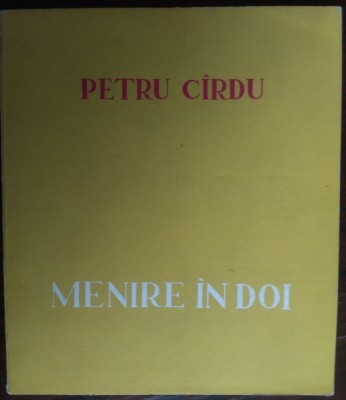 PETRU CÎRDU
MENIRE ÎN DOI